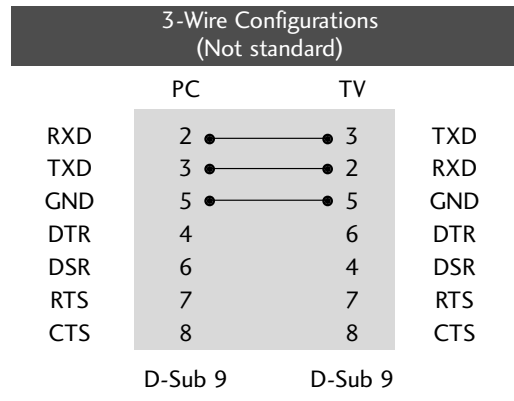 3-Wire Configurations
(Not standard)
PC TV
RXD 2 3 TXD
TXD 3 2 RXD
GND 5 5 GND
DTR 4 6 DTR
DSR 6 4 DSR
RTS 7 7 RTS
CTS 8 8 CTS
D-Sub 9 D-Sub 9